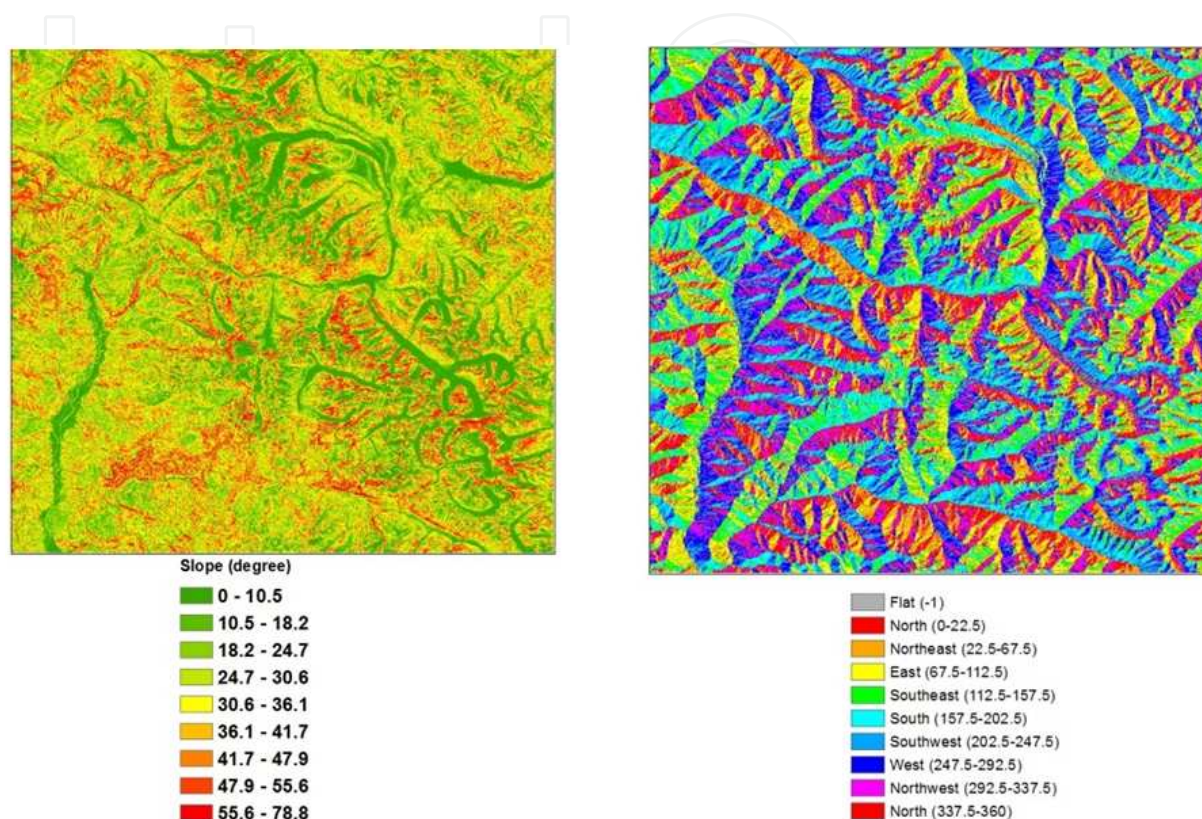 Slope (degree)
0 - 10.5
10.5 - 18.2
18.2 - 24.7
24.7 - 30.6
30.6 - 36.1
36.1 - 41.7
41.7 - 47.9
47.9 - 55.6
55.6 - 78.8
Flat (-1)
North (0-22.5)
Northeast (22.5-67.5)
East (67.5-112.5)
Southeast (112.5-157.5)
South (157.5-202.5)
Southwest (202.5-247.5)
West (247.5-292.5)
Northwest (292.5-337.5)
North (337.5-360)